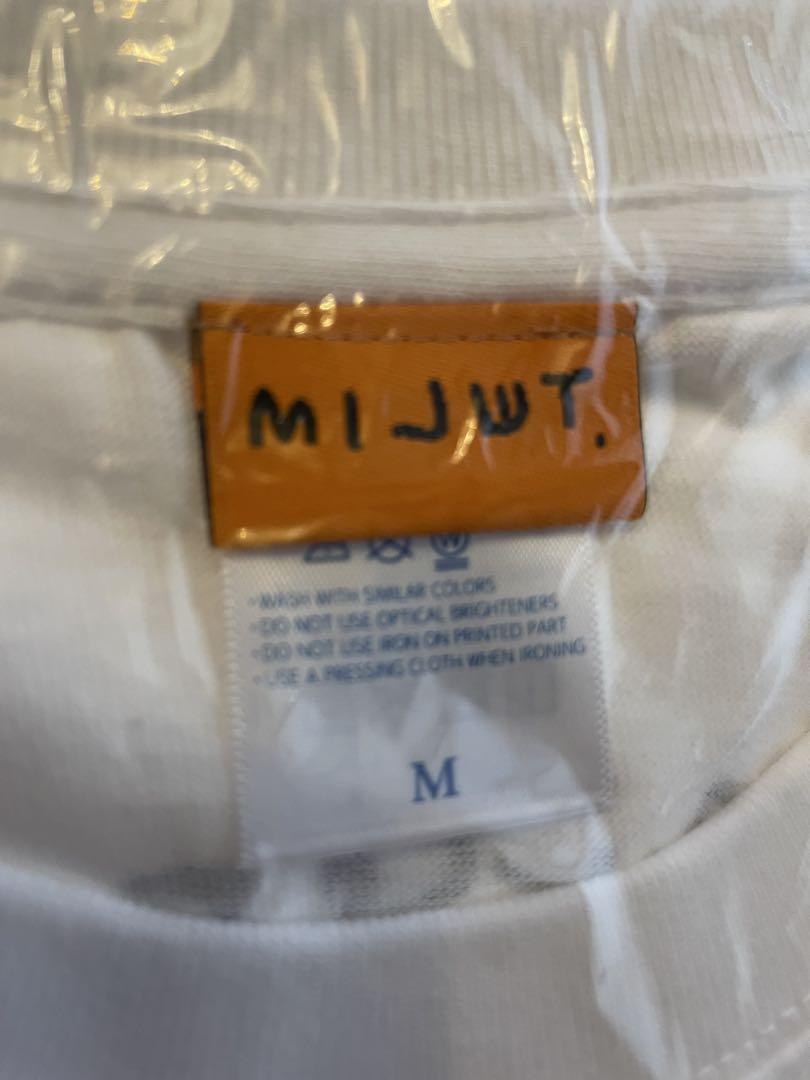 MIJWT.
W
•WASH WITH SIMILAR COLORS
•DO NOT USE OPTICAL BRIGHTENERS
•DO NOT USE IRON ON PRINTED PART
•USE A PRESSING CLOTH WHEN IRONING
M